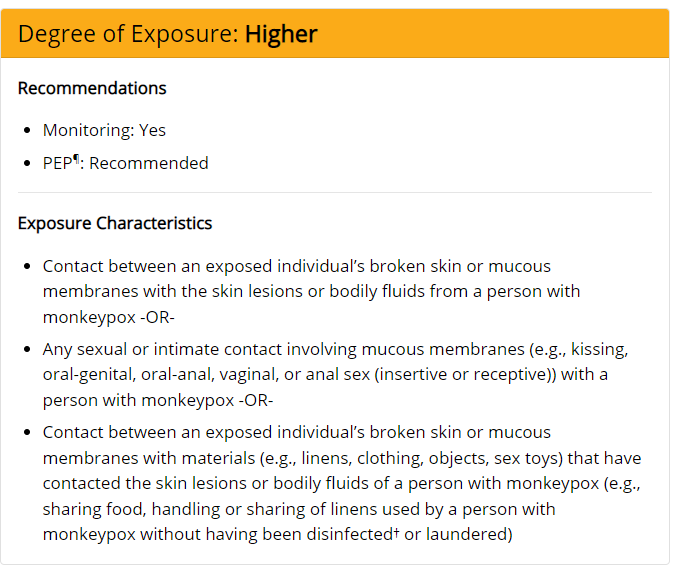 Degree of Exposure: Higher
Recommendations
• Monitoring: Yes
• PEP¶: Recommended
Exposure Characteristics
• Contact between an exposed individual’s broken skin or mucous
membranes with the skin lesions or bodily fluids from a person with
monkeypox -OR-
• Any sexual or intimate contact involving mucous membranes (e.g., kissing,
oral-genital, oral-anal, vaginal, or anal sex (insertive or receptive)) with a
person with monkeypox -OR-
• Contact between an exposed individual’s broken skin or mucous
membranes with materials (e.g., linens, clothing, objects, sex toys) that have
contacted the skin lesions or bodily fluids of a person with monkeypox (e.g.,
sharing food, handling or sharing of linens used by a person with
monkeypox without having been disinfected† or laundered)